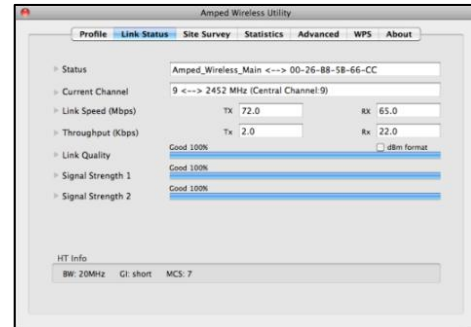 Amped Wireless Utility
Profile Link Status Site Survey Statistics Advanced WPS About
Status Amped_Wireless_Main <--> 00-26-B8-5B-66-CC
Current Channel 9 <--> 2452 MHz (Central Channel:9)
Link Speed (Mbps) TX 72.0 RX 65.0
Throughput (Kbps) Tx 2.0 Rx 22.0
Good 100% dBm format
Link Quality
Good 100%
Signal Strength 1
Good 100%
Signal Strength 2
HT Info
BW: 20MHz GI: short MCS: 7